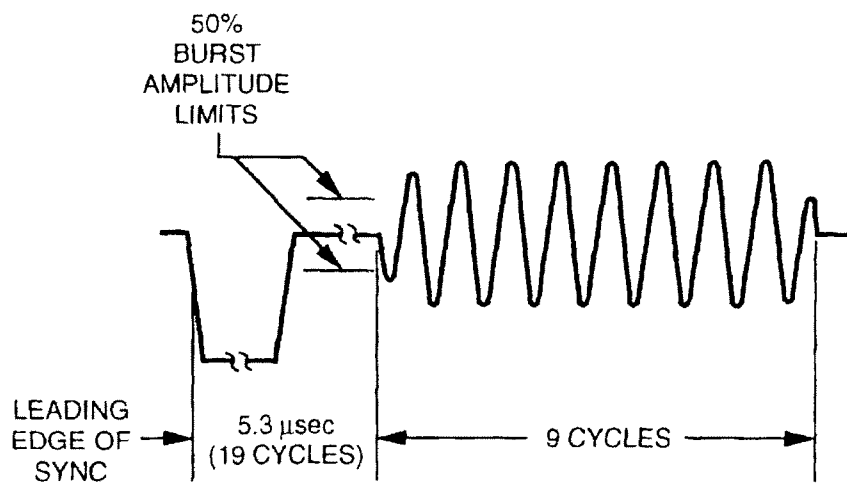 50%
BURST
AMPLITUDE
LIMITS
LEADING
EDGE OF
SYNC
5.3 μsec
(19 CYCLES)
9 CYCLES